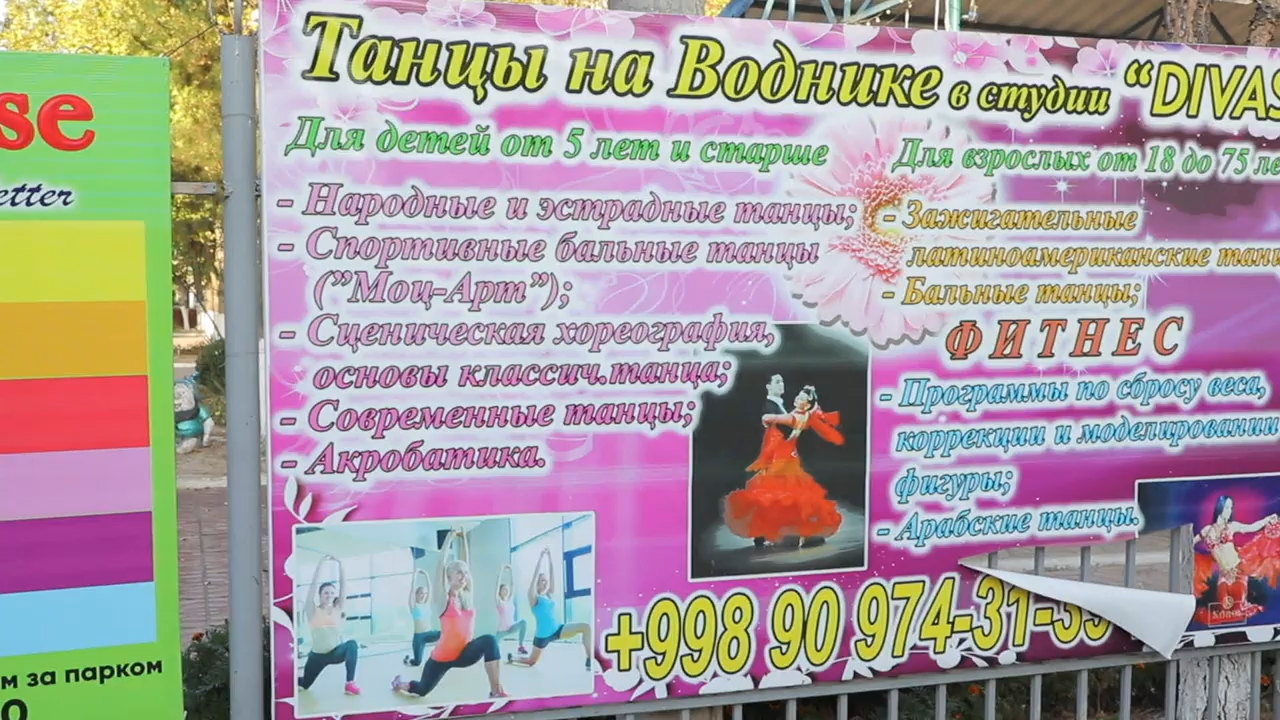 se
etter
м за парком
Танцы на Воднике в студии "DIVAS
Для детей от 5 лет и старше
- Народные и эстрадные танцы;
- Спортивные бальные танцы
("Моц-Арт");
- Сценическая хореография,
основы классич.танца;
- Современные танцы;
- Акробатика.
Для взрослых от 18 до 75 ле
- Зажигательные
латиноамериканские тан
- Бальные танцы;
ФИТНЕС
- Программы по сбросу веса,
коррекции и моделировании
фигуры;
- Арабские танцы.
+998 90 974-31-3